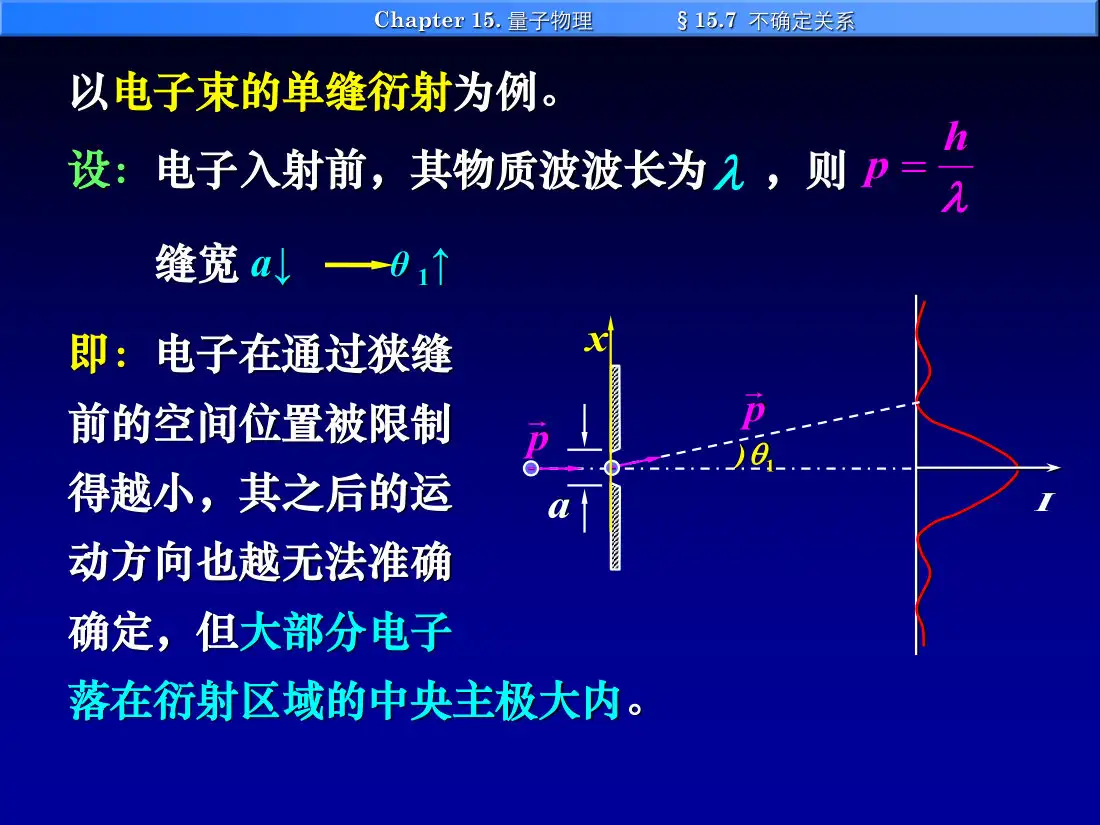 Chapter 15. 量子物理 §15.7 不确定关系
以电子束的单缝衍射为例。
设：电子入射前，其物质波波长为λ，则 p = h/λ
缝宽 a↓ → θ₁↑
即：电子在通过狭缝
前的空间位置被限制
得越小，其之后的运
动方向也越无法准确
确定，但大部分电子
落在衍射区域的中央主极大内。
x
p⃗
p⃗
)θ₁
a
I